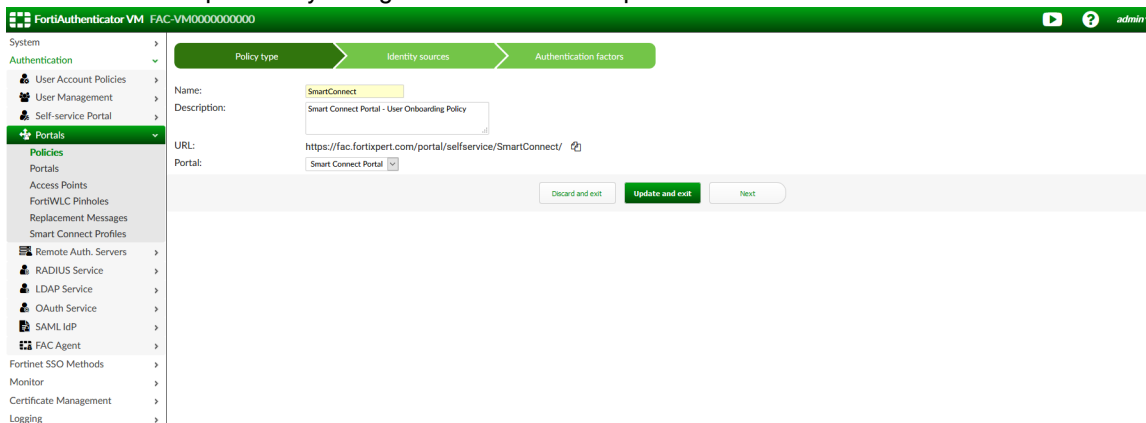 FortiAuthenticator VM FAC-VM0000000000
admin
System
Authentication
User Account Policies
User Management
Self-service Portal
Portals
Policies
Portals
Access Points
FortiWLC Pinholes
Replacement Messages
Smart Connect Profiles
Remote Auth. Servers
RADIUS Service
LDAP Service
OAuth Service
SAML IdP
FAC Agent
Fortinet SSO Methods
Monitor
Certificate Management
Logging
Policy type
Identity sources
Authentication factors
Name: SmartConnect
Description: Smart Connect Portal - User Onboarding Policy
URL: https://fac.fortixpert.com/portal/selfservice/SmartConnect/
Portal: Smart Connect Portal
Discard and exit
Update and exit
Next